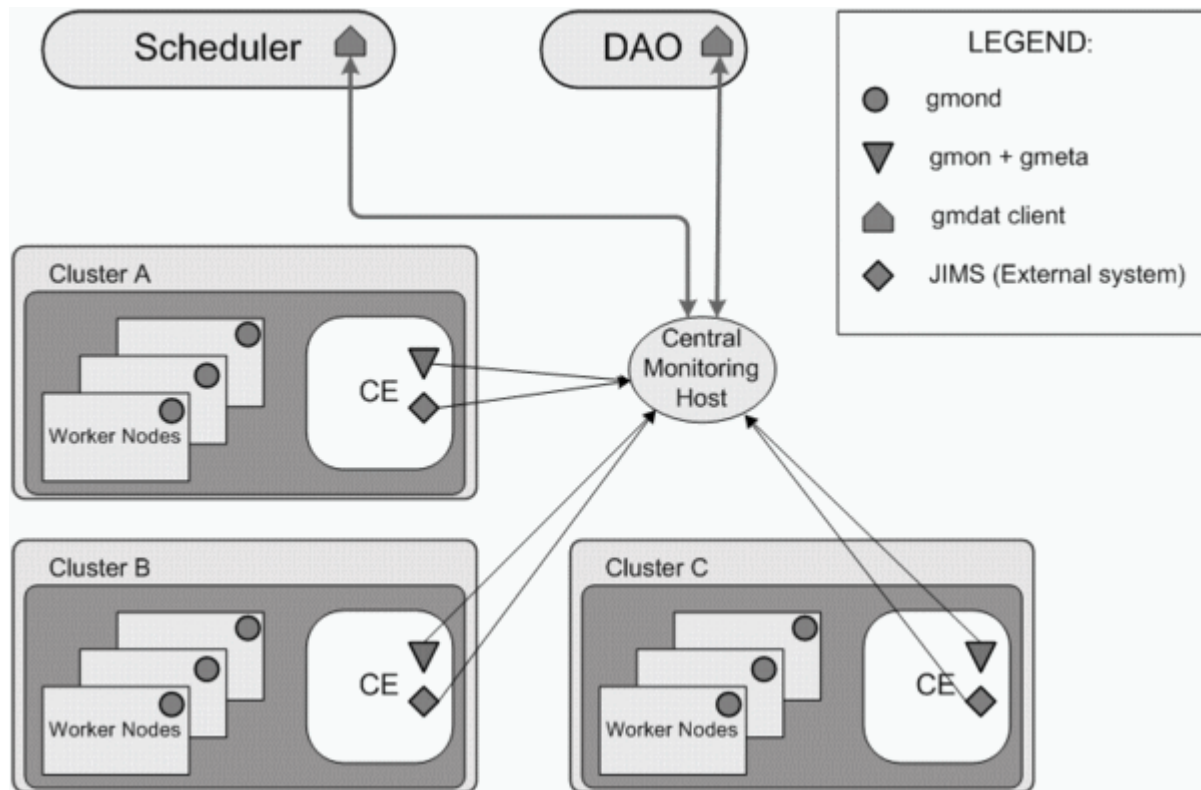 Scheduler
DAO
LEGEND:
gmond
gmon + gmeta
gmdat client
JIMS (External system)
Cluster A
Worker Nodes
CE
Central
Monitoring
Host
Cluster B
Worker Nodes
CE
Cluster C
Worker Nodes
CE